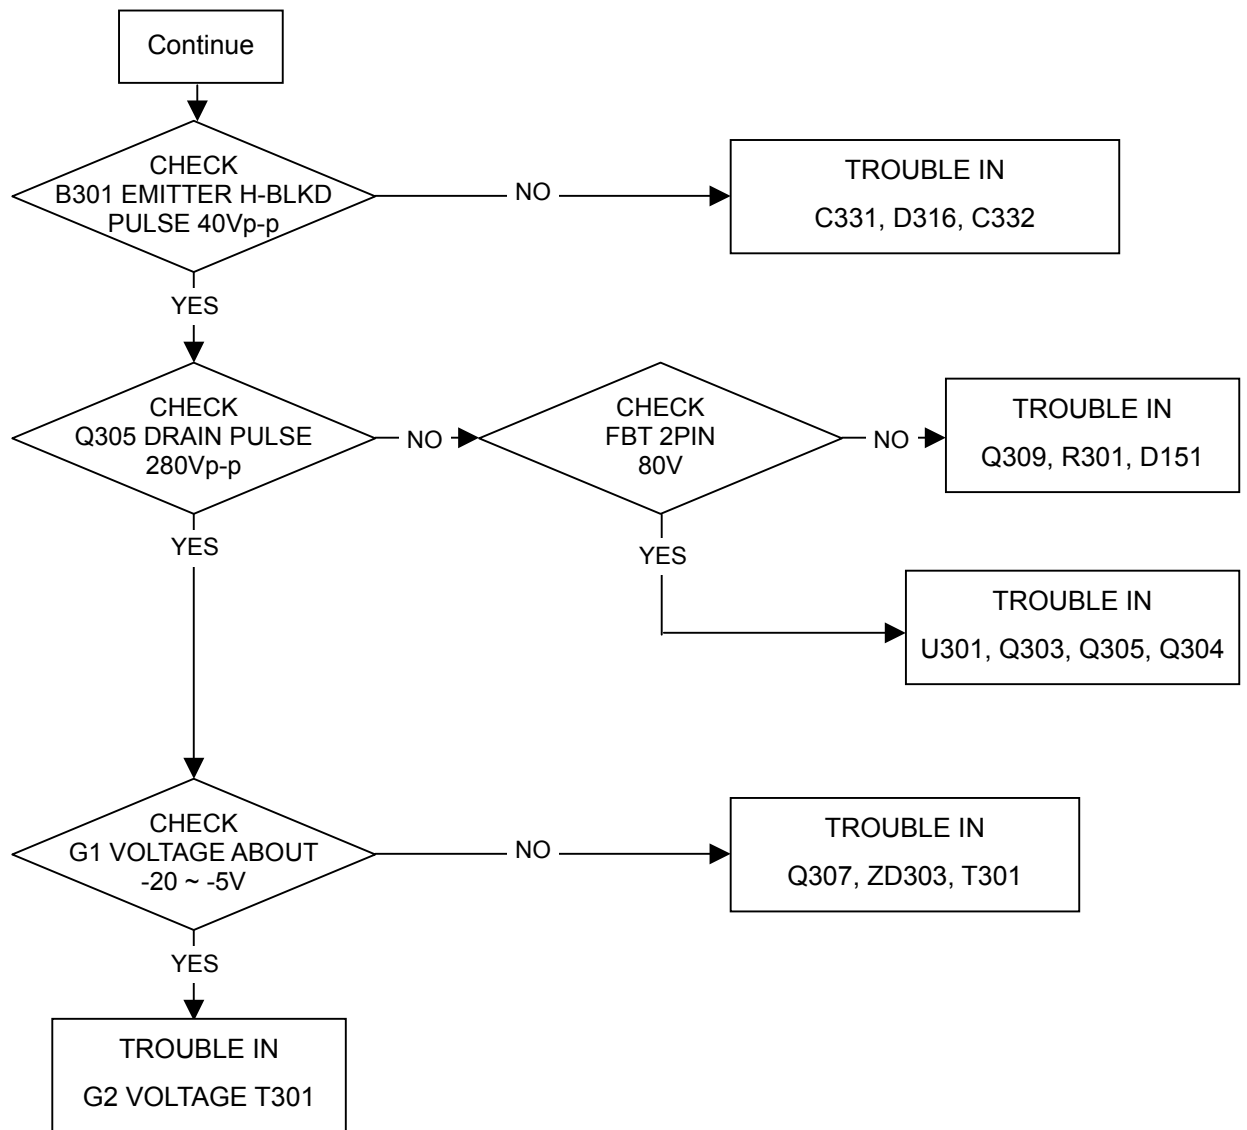 Continue
CHECK
B301 EMITTER H-BLKD
PULSE 40Vp-p
NO
TROUBLE IN
C331, D316, C332
YES
CHECK
Q305 DRAIN PULSE
280Vp-p
NO
CHECK
FBT 2PIN
80V
NO
TROUBLE IN
Q309, R301, D151
YES
YES
TROUBLE IN
U301, Q303, Q305, Q304
CHECK
G1 VOLTAGE ABOUT
-20 ~ -5V
NO
TROUBLE IN
Q307, ZD303, T301
YES
TROUBLE IN
G2 VOLTAGE T301